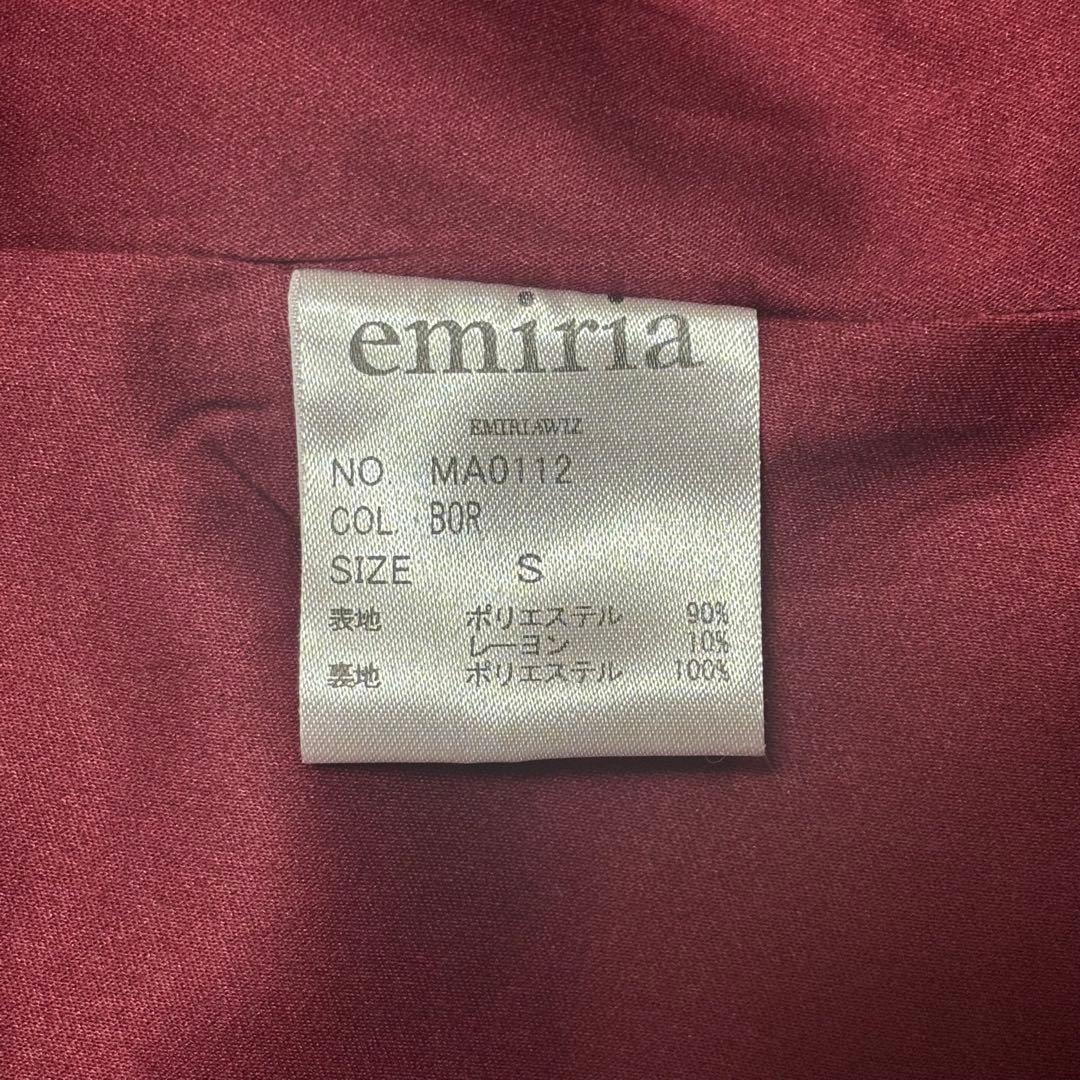 emiria
EMIRIAWIZ
NO MA0112
COL BOR
SIZE S
表地 ポリエステル 90%
レーヨン 10%
裏地 ポリエステル 100%